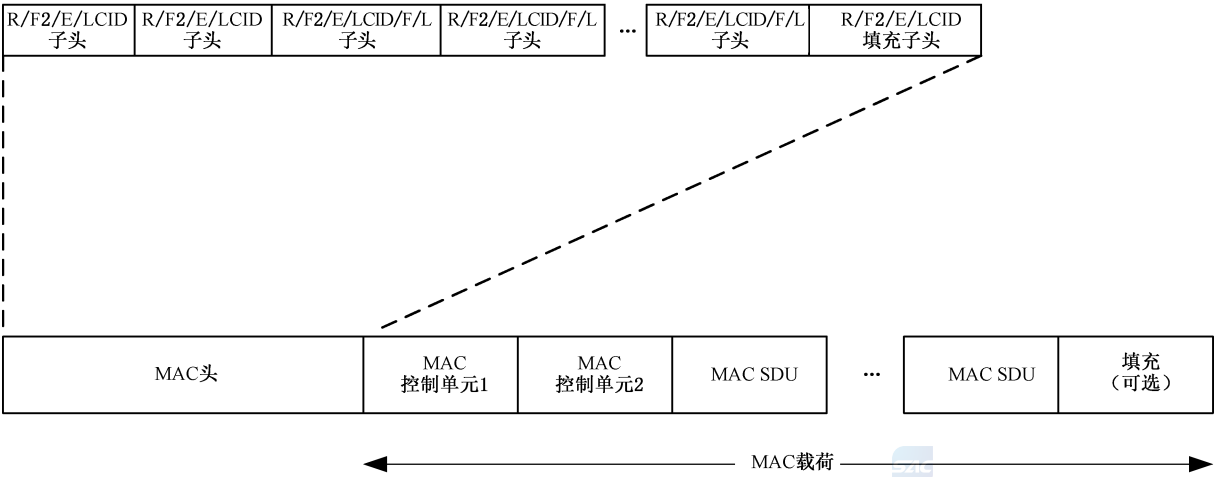 R/F2/E/LCID
子头
R/F2/E/LCID
子头
R/F2/E/LCID/F/L
子头
R/F2/E/LCID/F/L
子头
...
R/F2/E/LCID/F/L
子头
R/F2/E/LCID
填充子头
MAC头
MAC
控制单元1
MAC
控制单元2
MAC SDU
...
MAC SDU
填充
（可选）
MAC载荷
SZIC